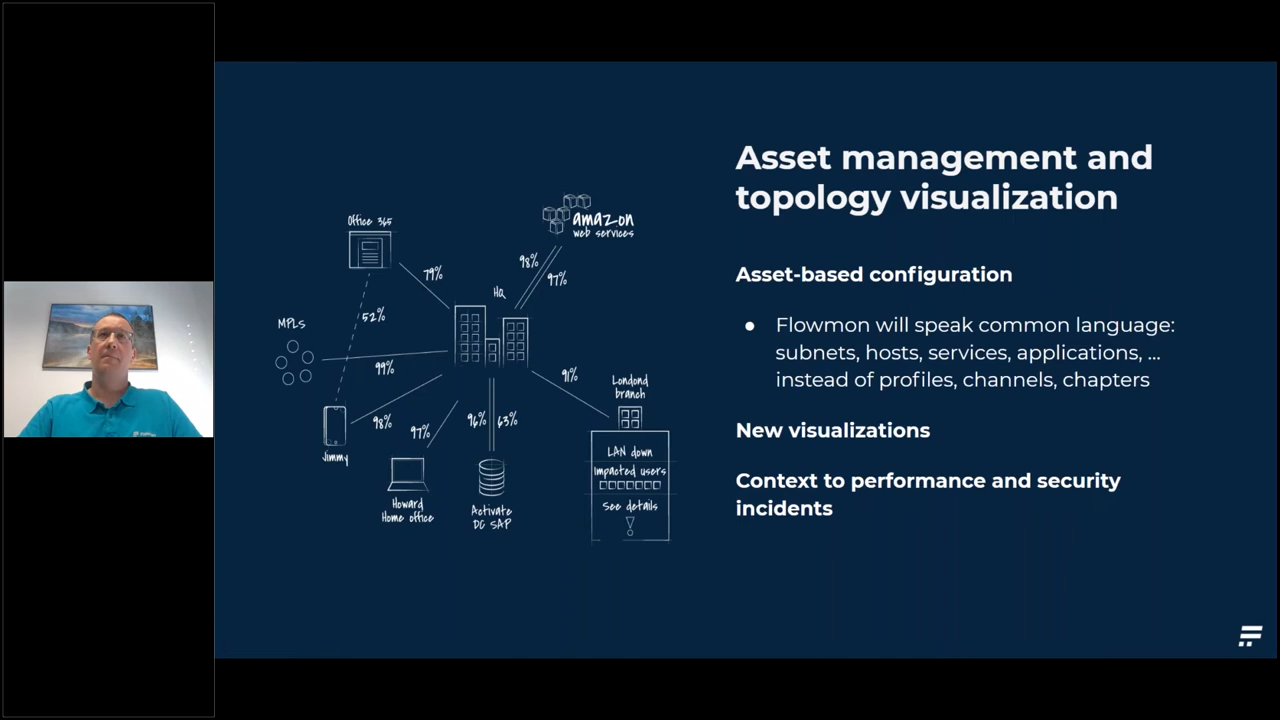 Asset management and
topology visualization
Asset-based configuration
● Flowmon will speak common language:
subnets, hosts, services, applications, ...
instead of profiles, channels, chapters
New visualizations
Context to performance and security
incidents
Office 365
amazon
web services
79%
98%
97%
HQ
52%
MPLS
99%
91%
Londond
branch
98%
97%
96%
63%
Jimmy
LAN down
Impacted users
See details
Howard
Home office
Activate
DC SAP